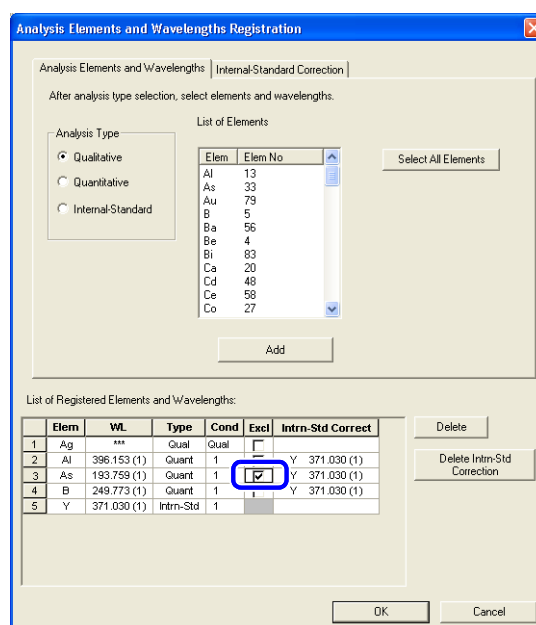 Analysis Elements and Wavelengths Registration
Analysis Elements and Wavelengths Internal-Standard Correction
After analysis type selection, select elements and wavelengths.
Analysis Type
Qualitative
Quantitative
Internal-Standard
List of Elements
Elem Elem No
Al 13
As 33
Au 79
B 5
Ba 56
Be 4
Bi 83
Ca 20
Cd 48
Ce 58
Co 27
Select All Elements
Add
List of Registered Elements and Wavelengths:
Elem WL Type Cond Excl Intrn-Std Correct
1 Ag *** Qual Qual
2 Al 396.153 (1) Quant 1 Y 371.030 (1)
3 As 193.759 (1) Quant 1 Y 371.030 (1)
4 B 249.773 (1) Quant 1 Y 371.030 (1)
5 Y 371.030 (1) Intrn-Std 1
Delete
Delete Intrn-Std
Correction
OK Cancel